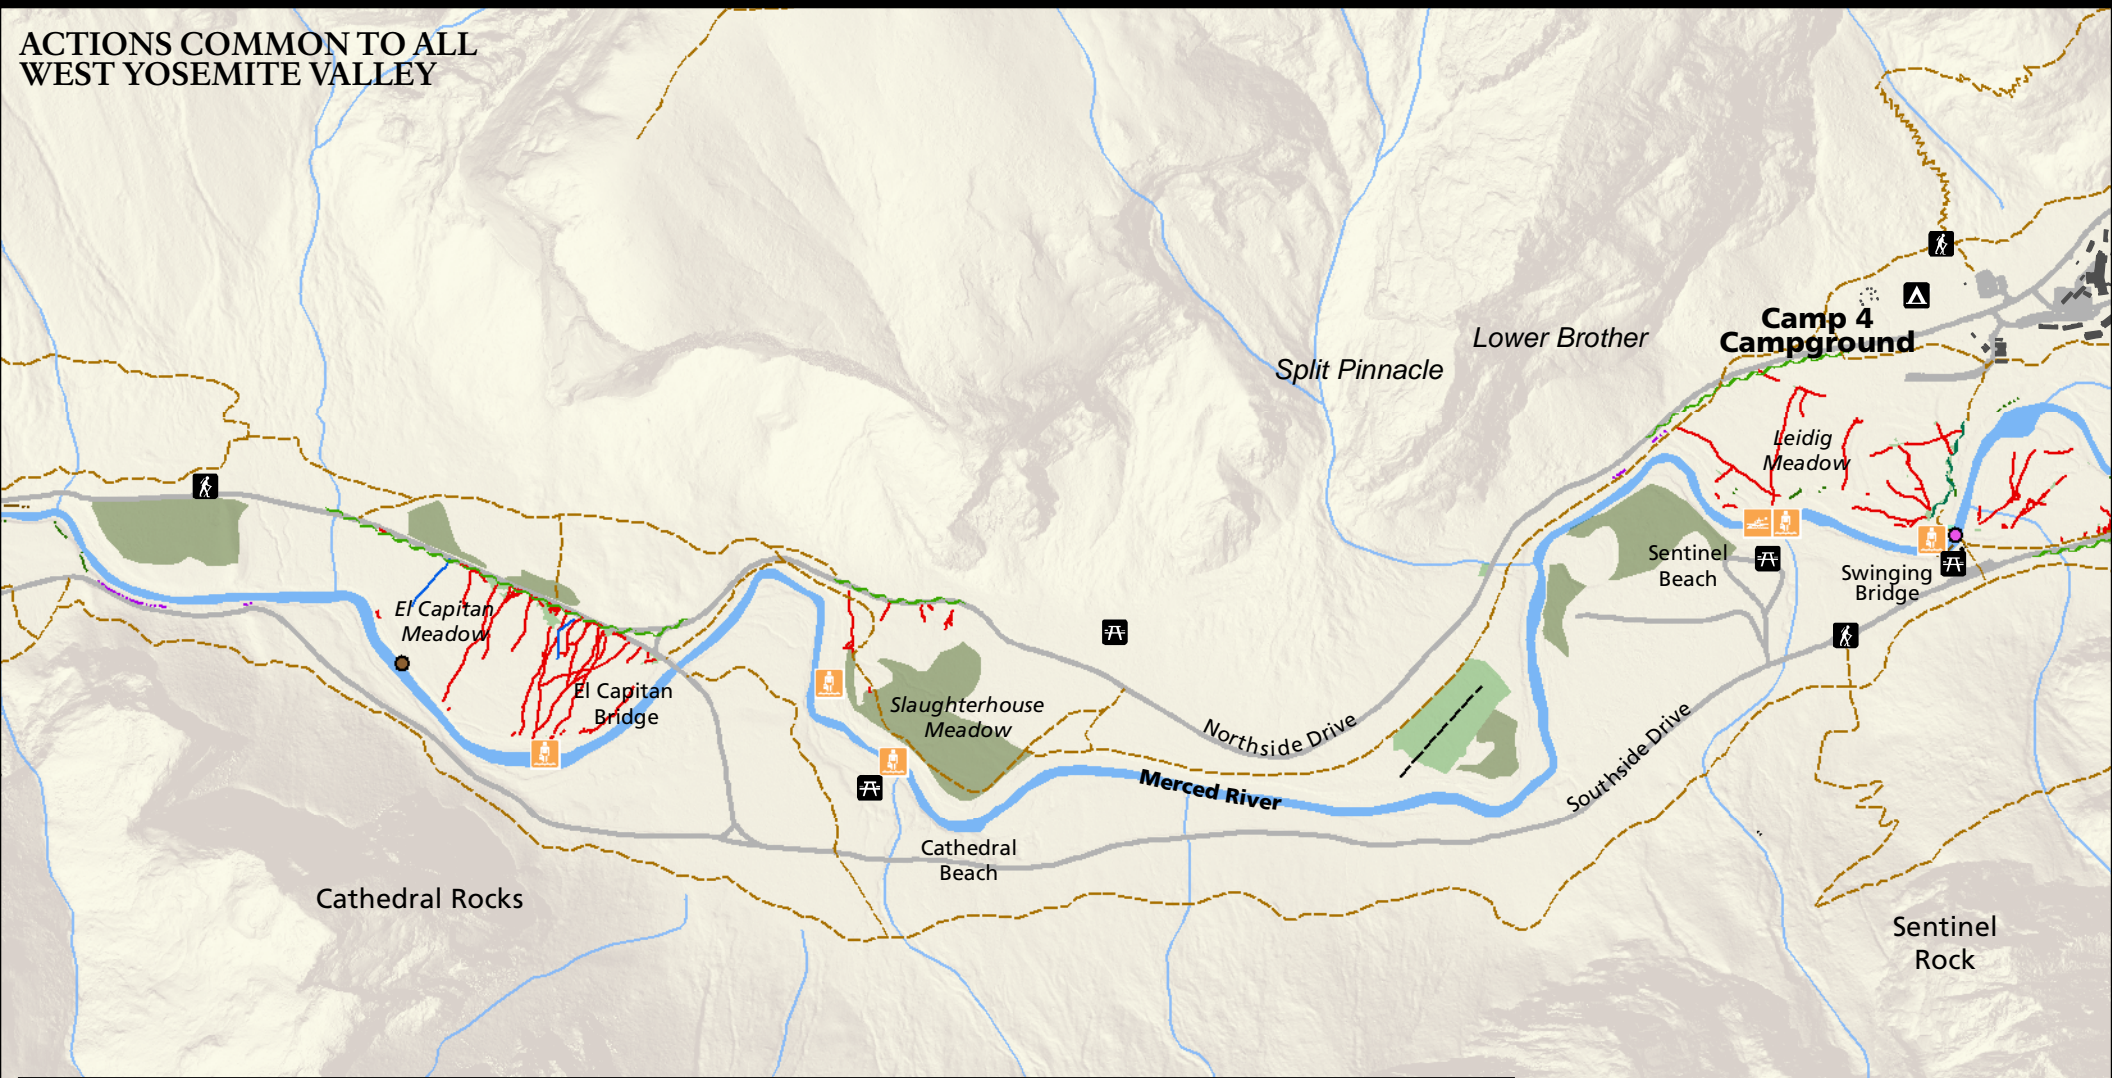 ACTIONS COMMON TO ALL
WEST YOSEMITE VALLEY
Camp 4
Campground
Lower Brother
Split Pinnacle
Leidig
Meadow
Sentinel
Beach
Swinging
Bridge
El Capitan
Meadow
El Capitan
Bridge
Slaughterhouse
Meadow
Northside Drive
Southside Drive
Merced River
Cathedral
Beach
Cathedral Rocks
Sentinel
Rock